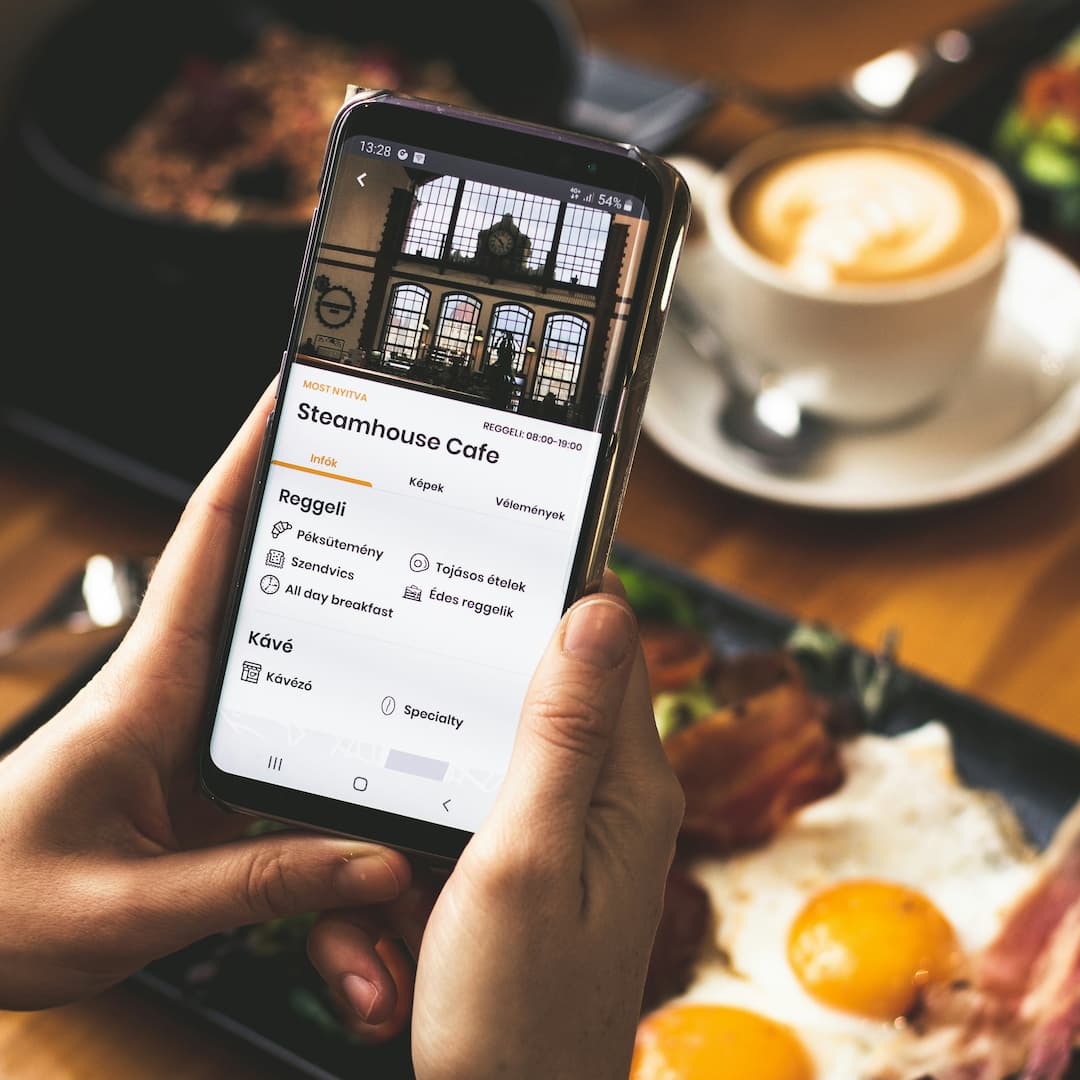 13:28
4G+ 54%
MOST NYITVA
Steamhouse Cafe
REGGELI: 08:00-19:00
Infók
Képek
Vélemények
Reggeli
Péksütemény
Tojásos ételek
Szendvics
Édes reggelik
All day breakfast
Kávé
Kávézó
Specialty